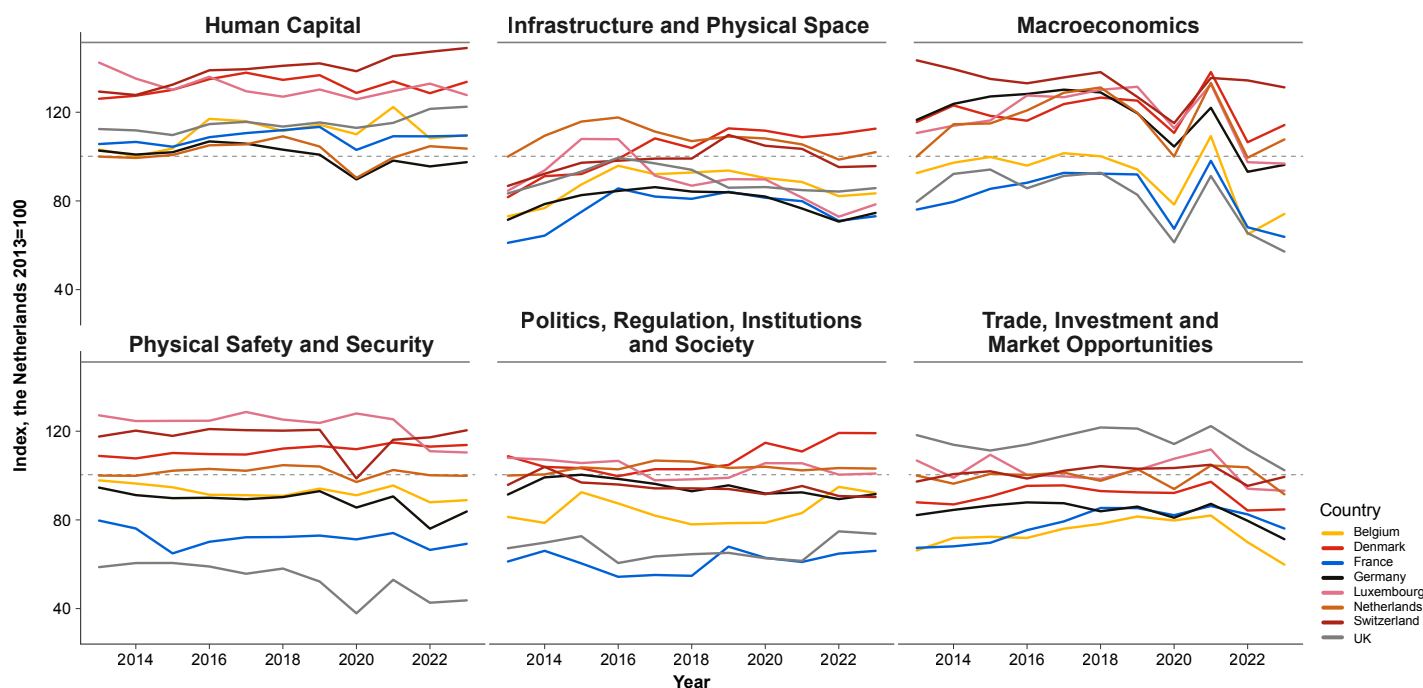 Human Capital
Infrastructure and Physical Space
Macroeconomics
120
80
40
Physical Safety and Security
Politics, Regulation, Institutions
and Society
Trade, Investment and
Market Opportunities
120
80
40
Index, the Netherlands 2013=100
2014
2016
2018
2020
2022
2014
2016
2018
2020
2022
2014
2016
2018
2020
2022
Year
Country
Belgium
Denmark
France
Germany
Luxembourg
Netherlands
Switzerland
UK